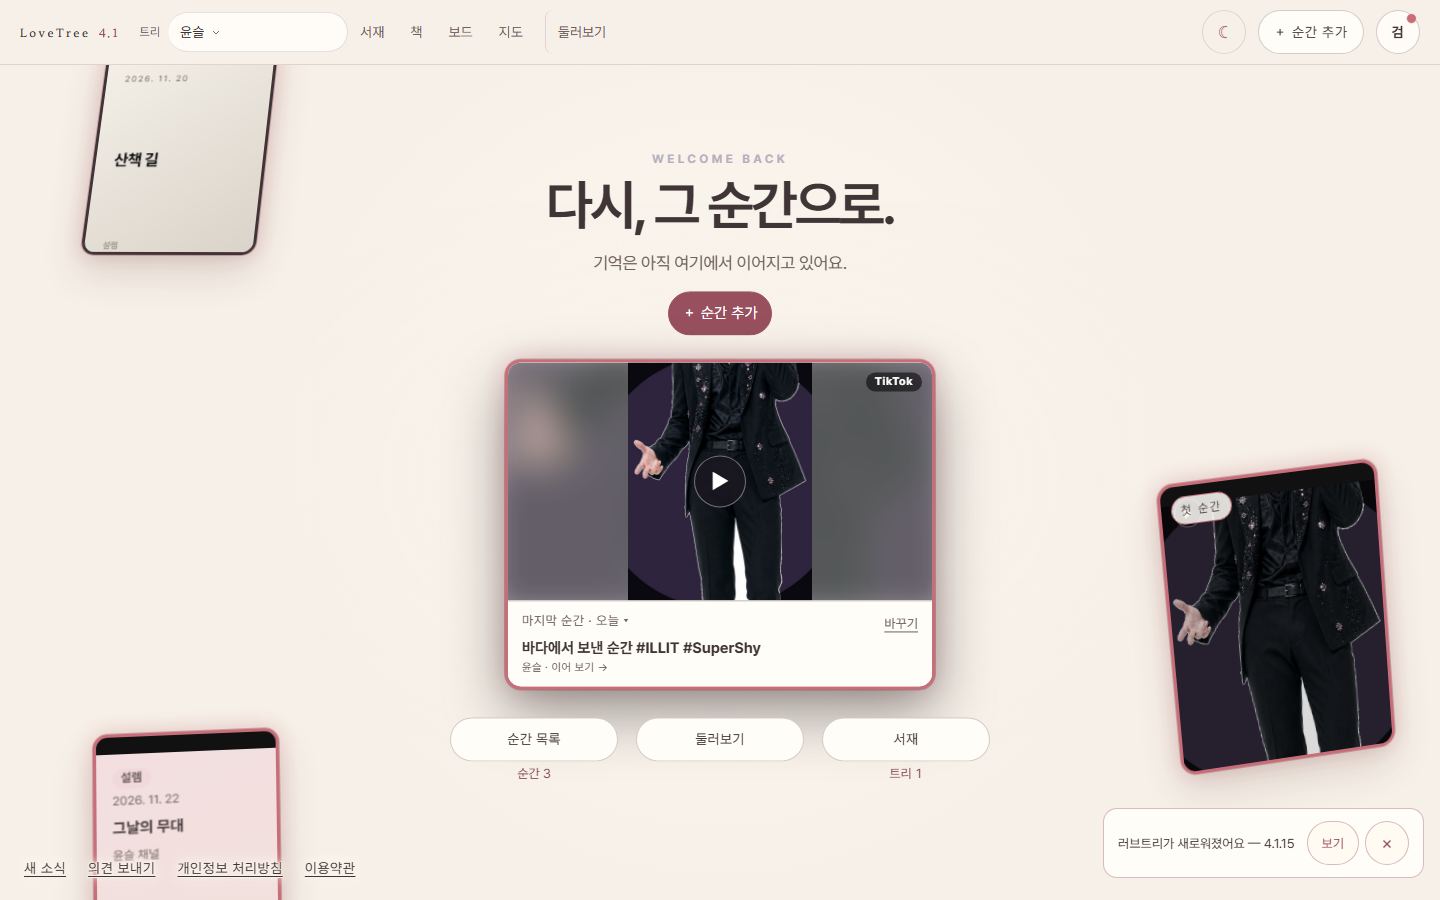 LoveTree 4.1
트리
윤슬
서재
책
보드
지도
둘러보기
+ 순간 추가
검
2026. 11. 20
산책 길
설렘
WELCOME BACK
다시, 그 순간으로.
기억은 아직 여기에서 이어지고 있어요.
+ 순간 추가
TikTok
마지막 순간 · 오늘
바꾸기
바다에서 보낸 순간 #ILLIT #SuperShy
윤슬 · 이어 보기 →
첫 순간
순간 목록
둘러보기
서재
순간 3
트리 1
설렘
2026. 11. 22
그날의 무대
윤슬 채널
새 소식
의견 보내기
개인정보 처리방침
이용약관
러브트리가 새로워졌어요 — 4.1.15
보기
×